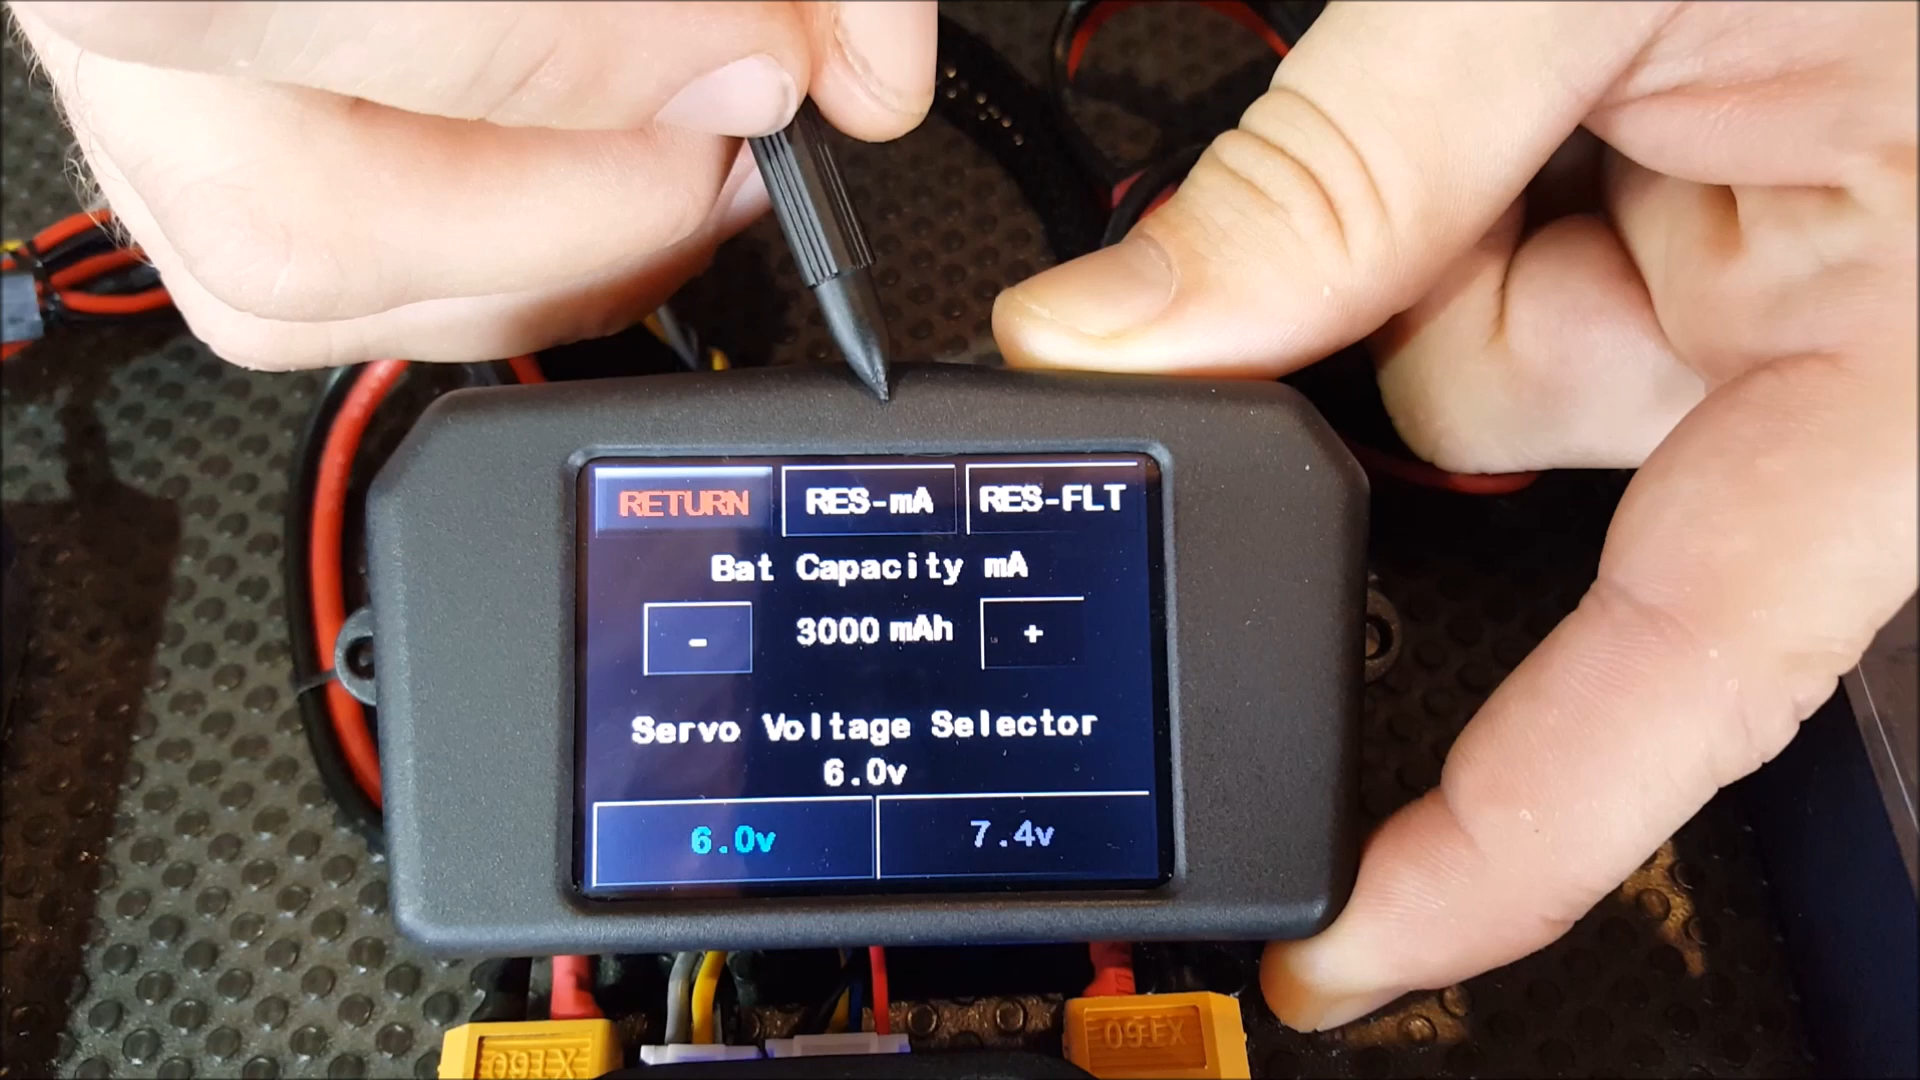 RETURN RES-mA RES-FLT
Bat Capacity mA
- 3000 mAh +
Servo Voltage Selector
6.0v
6.0v 7.4v
XT60 XE60